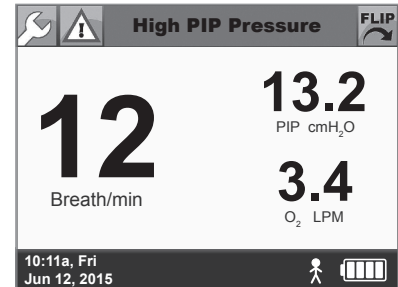 High PIP Pressure
FLIP
12
Breath/min
13.2
PIP cmH₂O
3.4
O₂ LPM
10:11a, Fri
Jun 12, 2015